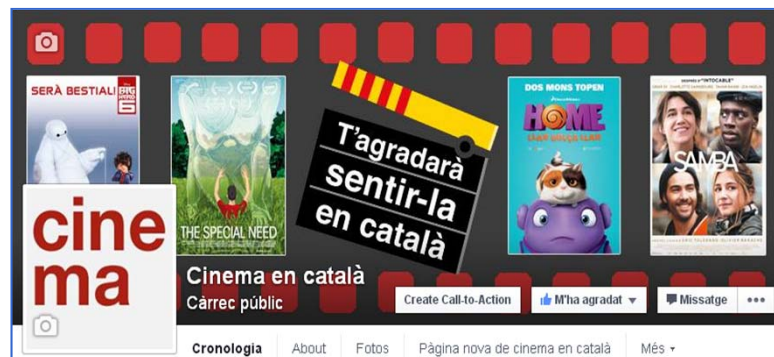 SERÀ BESTIAL!
BIG
HERO
6
THE SPECIAL NEED
T'agradarà
sentir-la
en català
DOS MONS TOPEN
HOME
SAMBA
cine
ma
Cinema en català
Càrrec públic
Create Call-to-Action
M'ha agradat
Missatge
Cronologia
About
Fotos
Pàgina nova de cinema en català
Més